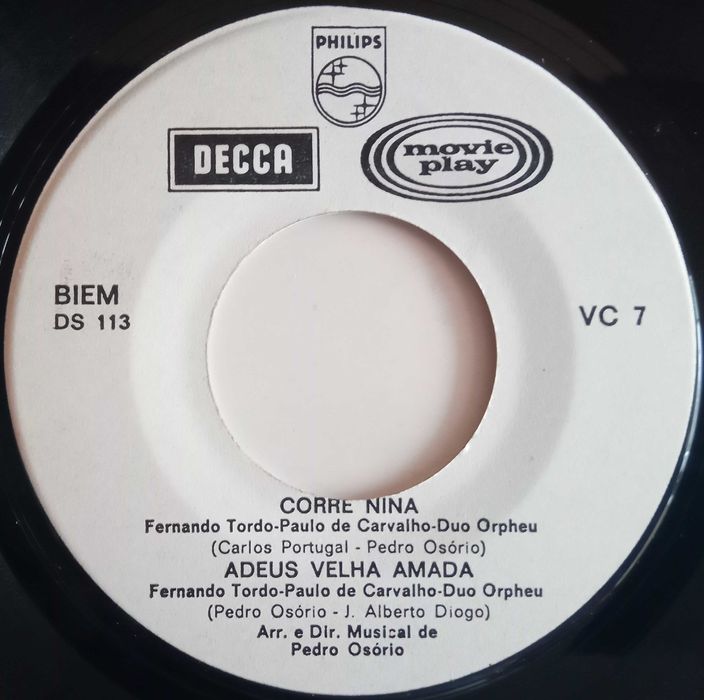 PHILIPS
DECCA
movie
play
BIEM
DS 113
VC 7
CORRE NINA
Fernando Tordo-Paulo de Carvalho-Duo Orpheu
(Carlos Portugal - Pedro Osório)
ADEUS VELHA AMADA
Fernando Tordo-Paulo de Carvalho-Duo Orpheu
(Pedro Osório - J. Alberto Diogo)
Arr. e Dir. Musical de
Pedro Osório